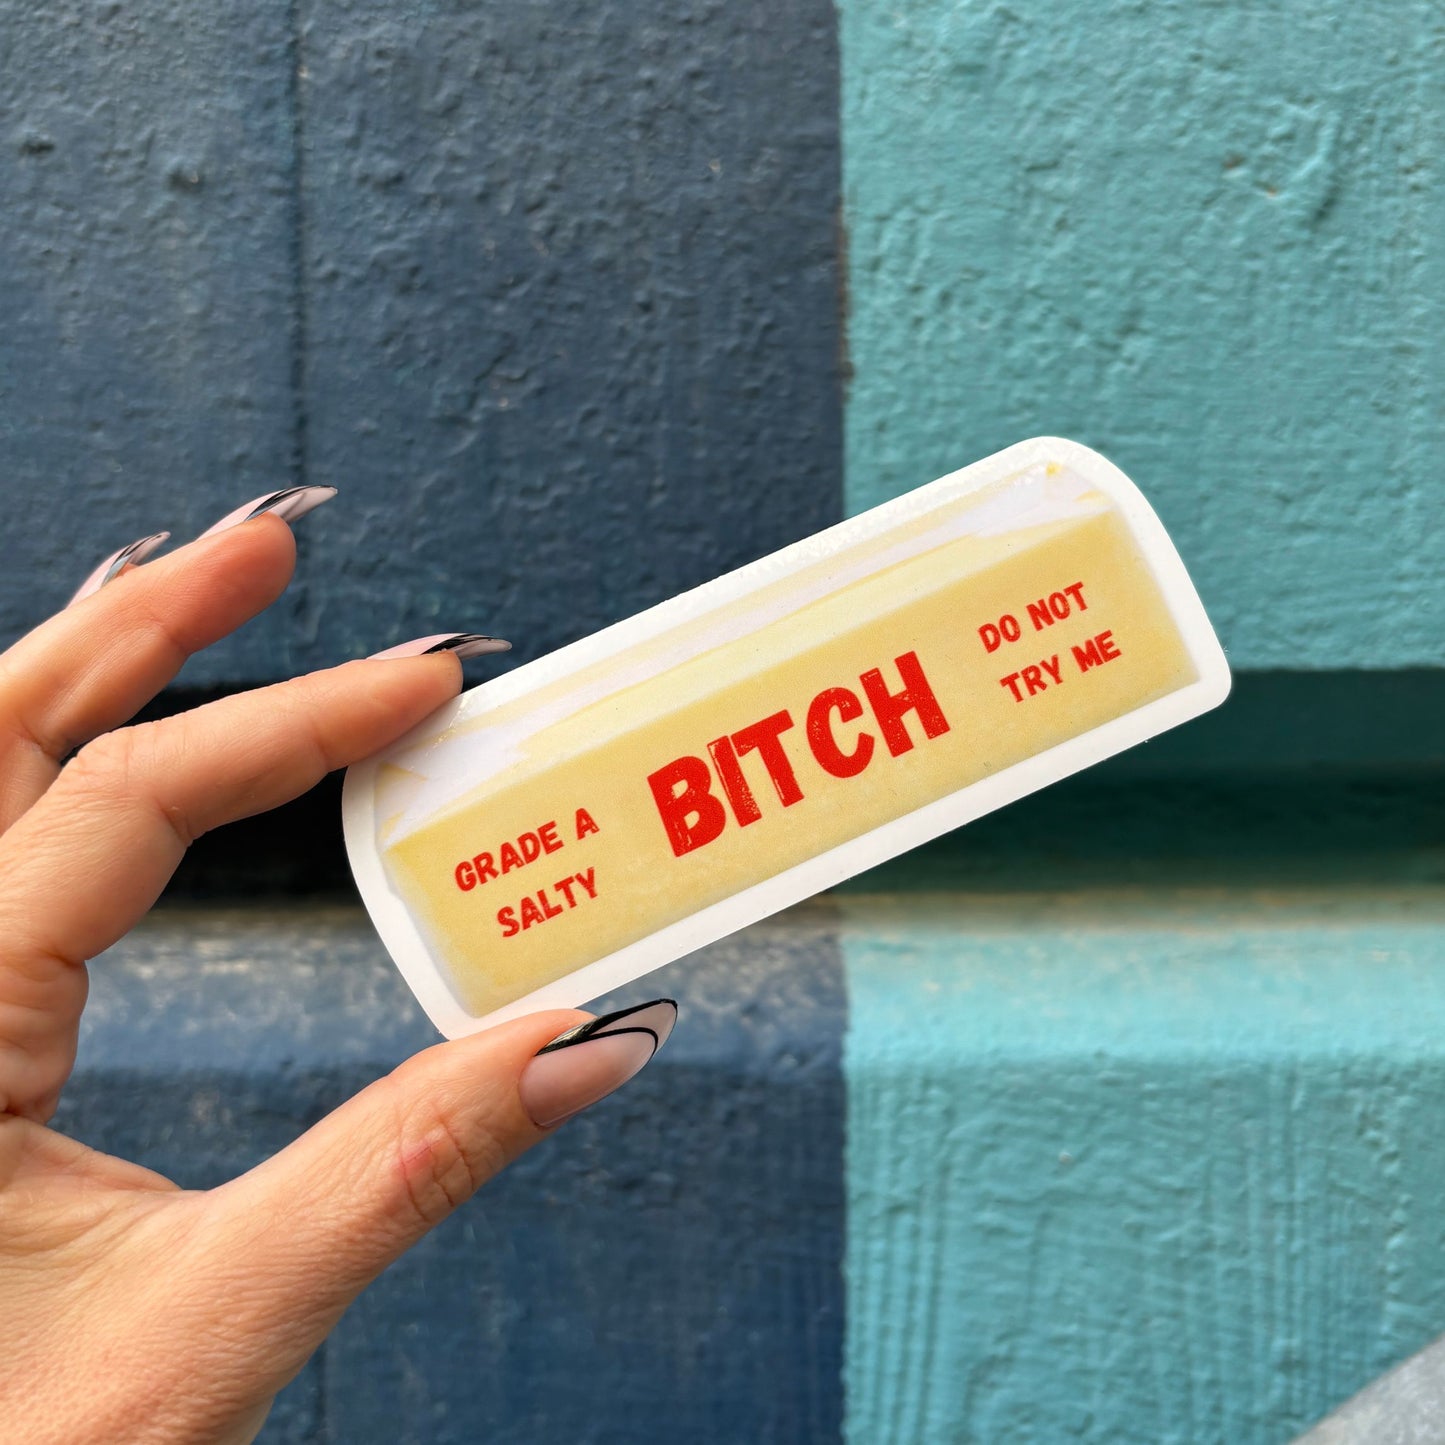 GRADE A
SALTY
BITCH
DO NOT
TRY ME